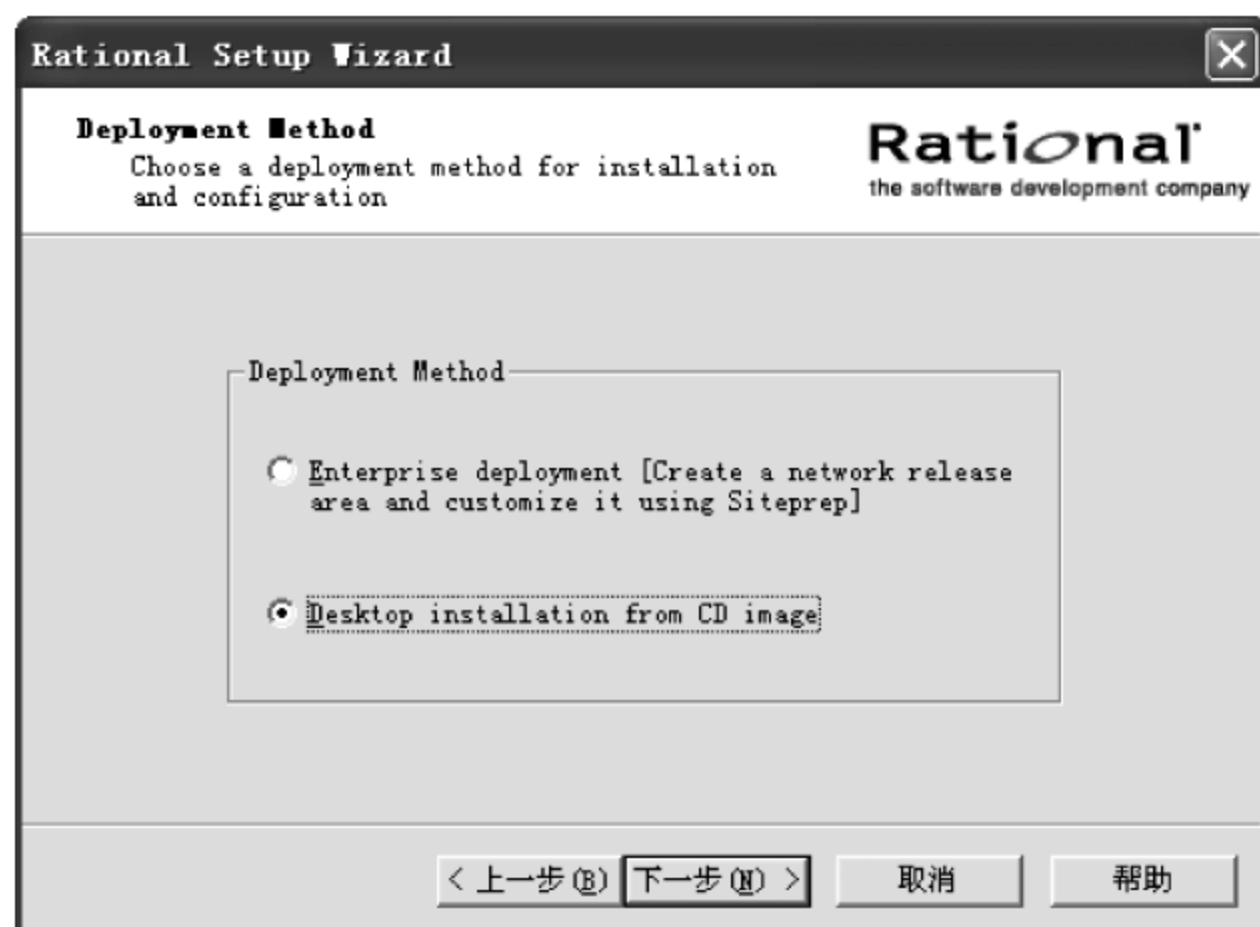 Rational Setup Wizard
Deployment Method
Choose a deployment method for installation
and configuration
Rational
the software development company
Deployment Method
Enterprise deployment [Create a network release
area and customize it using Siteprep]
Desktop installation from CD image
< 上一步(B) 下一步(N) > 取消 帮助